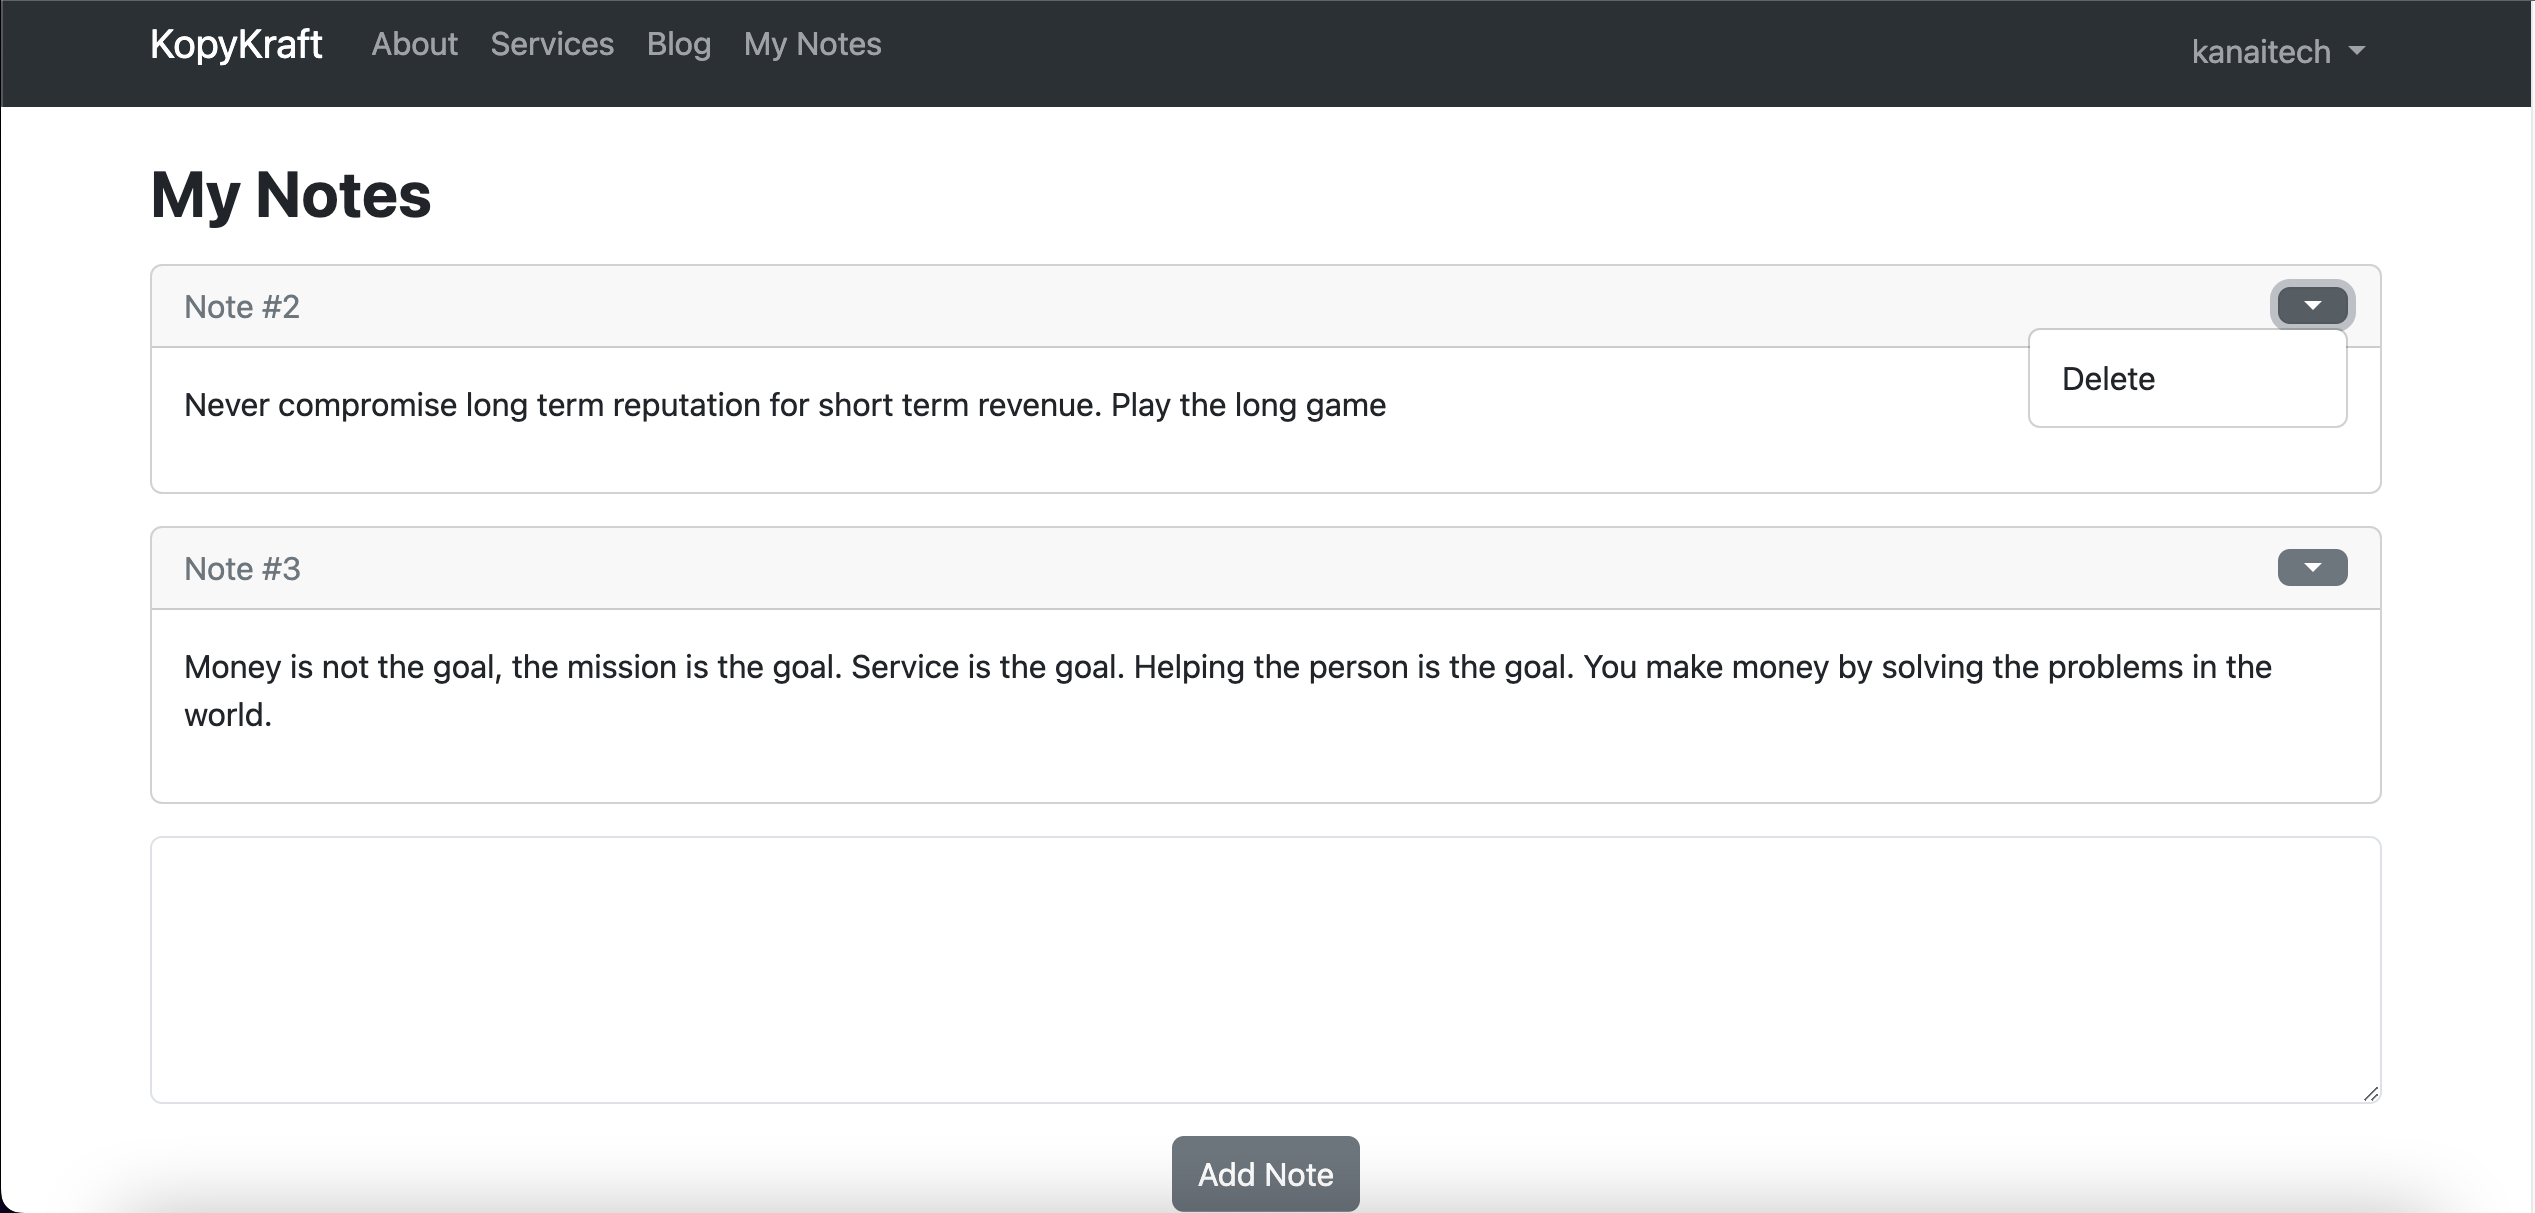 KopyKraft About Services Blog My Notes kanaitech
My Notes
Note #2
Delete
Never compromise long term reputation for short term revenue. Play the long game
Note #3
Money is not the goal, the mission is the goal. Service is the goal. Helping the person is the goal. You make money by solving the problems in the
world.
Add Note